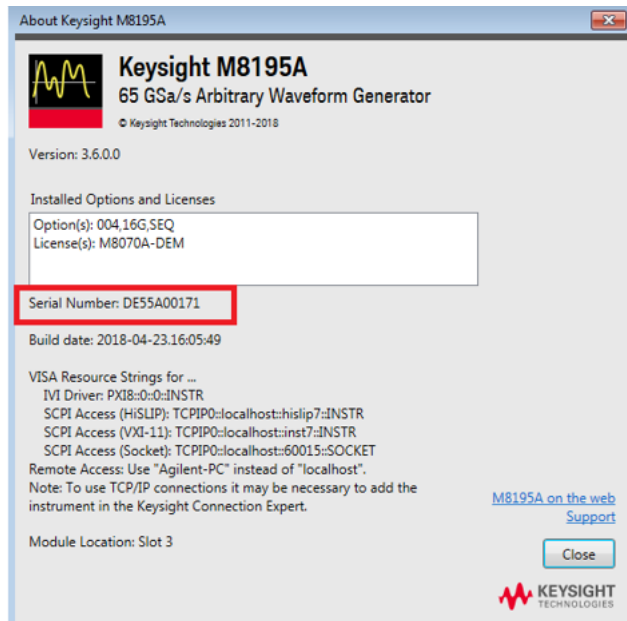 About Keysight M8195A
Keysight M8195A
65 GSa/s Arbitrary Waveform Generator
© Keysight Technologies 2011-2018
Version: 3.6.0.0
Installed Options and Licenses
Option(s): 004,16G,SEQ
License(s): M8070A-DEM
Serial Number: DE55A00171
Build date: 2018-04-23.16:05:49
VISA Resource Strings for ...
IVI Driver: PXI8::0::0::INSTR
SCPI Access (HiSLIP): TCPIP0::localhost::hislip7::INSTR
SCPI Access (VXI-11): TCPIP0::localhost::inst7::INSTR
SCPI Access (Socket): TCPIP0::localhost::60015::SOCKET
Remote Access: Use "Agilent-PC" instead of "localhost".
Note: To use TCP/IP connections it may be necessary to add the
instrument in the Keysight Connection Expert.
M8195A on the web
Support
Module Location: Slot 3
Close
KEYSIGHT
TECHNOLOGIES